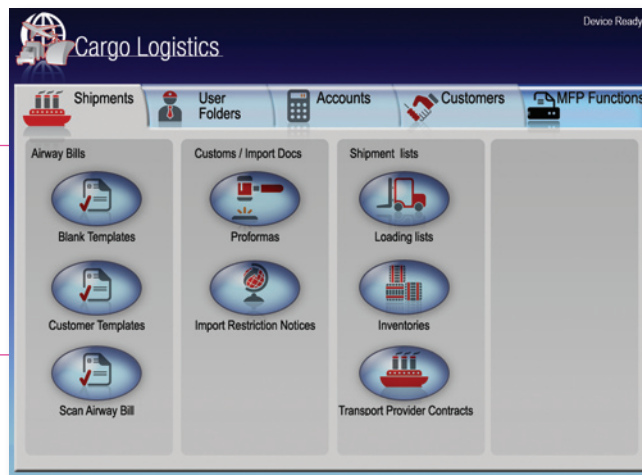 Device Ready
Cargo Logistics
Shipments
User
Folders
Accounts
Customers
MFP Functions
Airway Bills
Customs / Import Docs
Shipment lists
Blank Templates
Proformas
Loading lists
Customer Templates
Import Restriction Notices
Inventories
Scan Airway Bill
Transport Provider Contracts